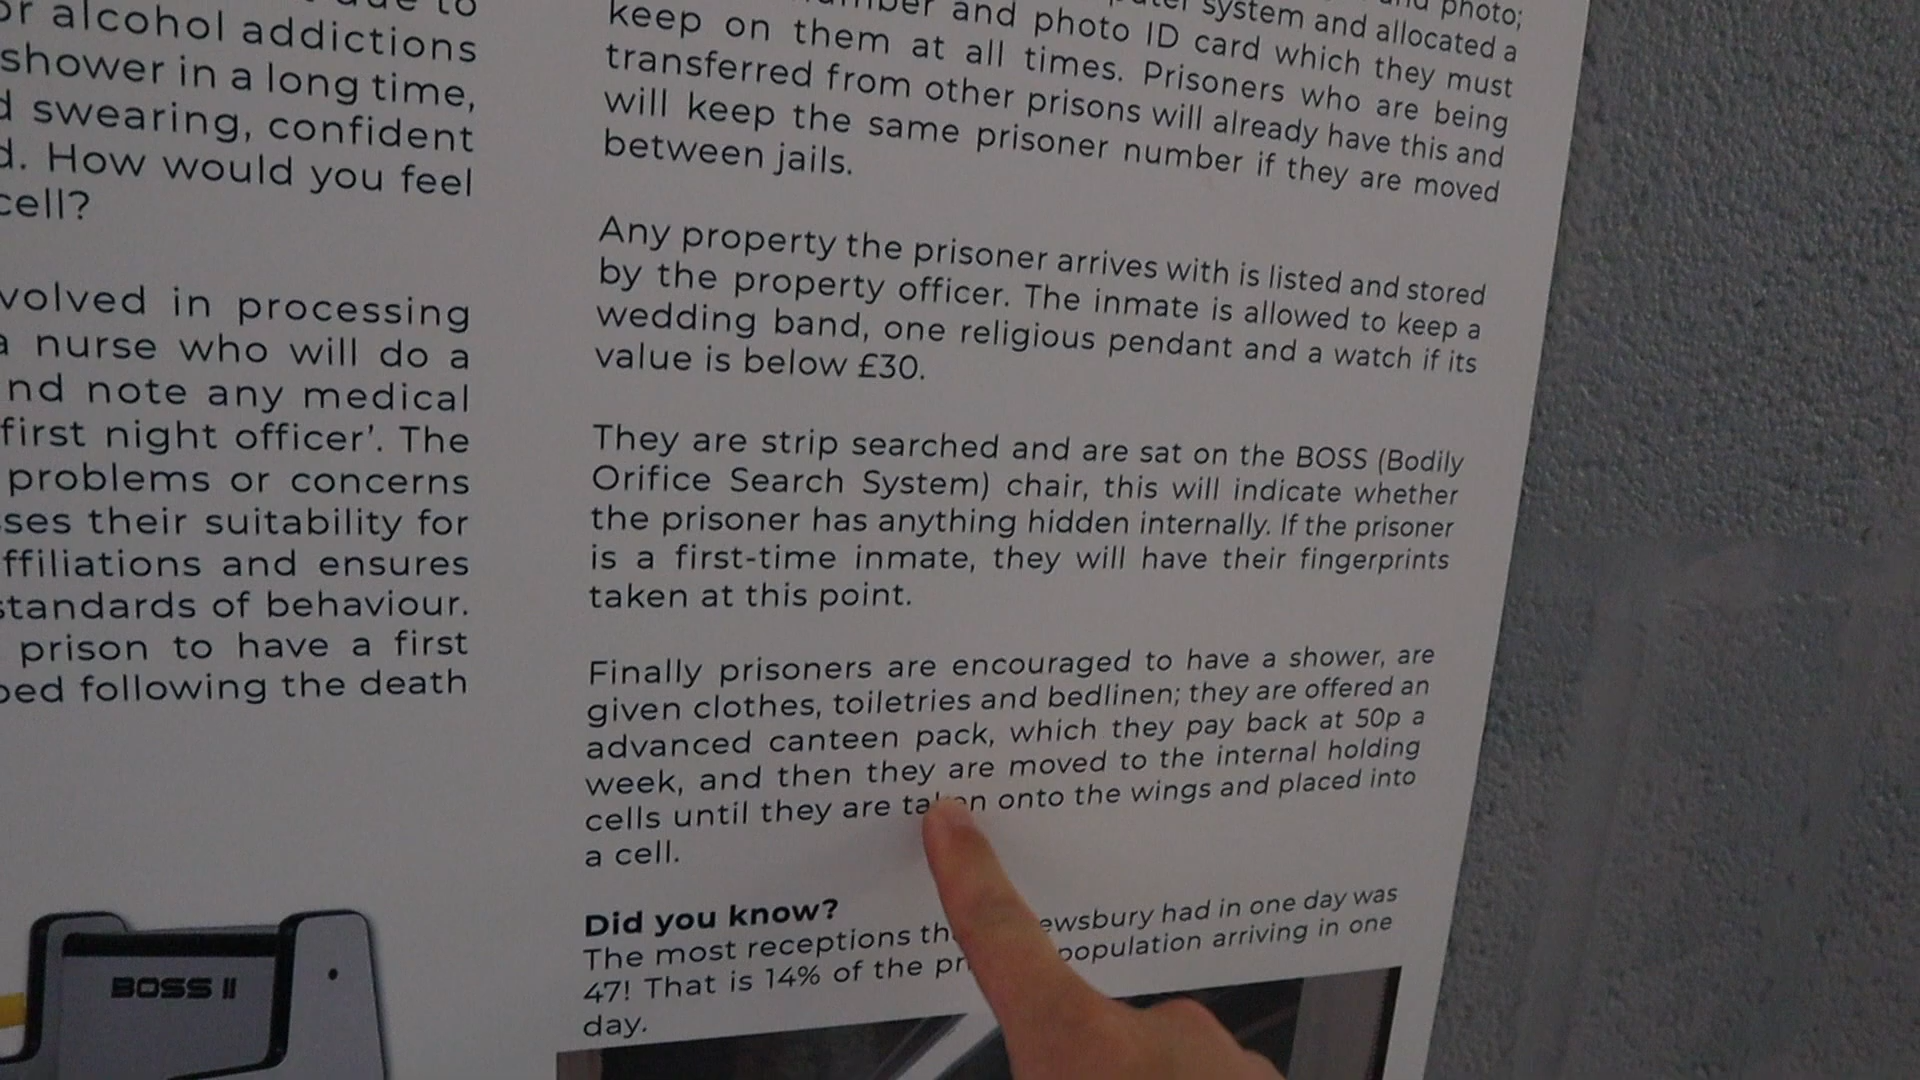 or alcohol addictions
shower in a long time,
swearing, confident
How would you feel
cell?
processing
a nurse who will do a
note any medical
first night officer'. The
problems or concerns
their suitability for
and ensures
standards of behaviour.
prison to have a first
following the death
BOSS II
photo;
system and allocated a
and photo ID card which they must
keep on them at all times. Prisoners who are being
transferred from other prisons will already have this and
will keep the same prisoner number if they are moved
between jails.
Any property the prisoner arrives with is listed and stored
by the property officer. The inmate is allowed to keep a
wedding band, one religious pendant and a watch if its
value is below £30.
They are strip searched and are sat on the BOSS (Bodily
Orifice Search System) chair, this will indicate whether
the prisoner has anything hidden internally. If the prisoner
is a first-time inmate, they will have their fingerprints
taken at this point.
Finally prisoners are encouraged to have a shower, are
given clothes, toiletries and bedlinen; they are offered an
advanced canteen pack, which they pay back at 50p a
week, and then they are moved to the internal holding
cells until they are taken onto the wings and placed into
a cell.
Did you know?
The most receptions had in one day was
47! That is 14% of the population arriving in one
day.